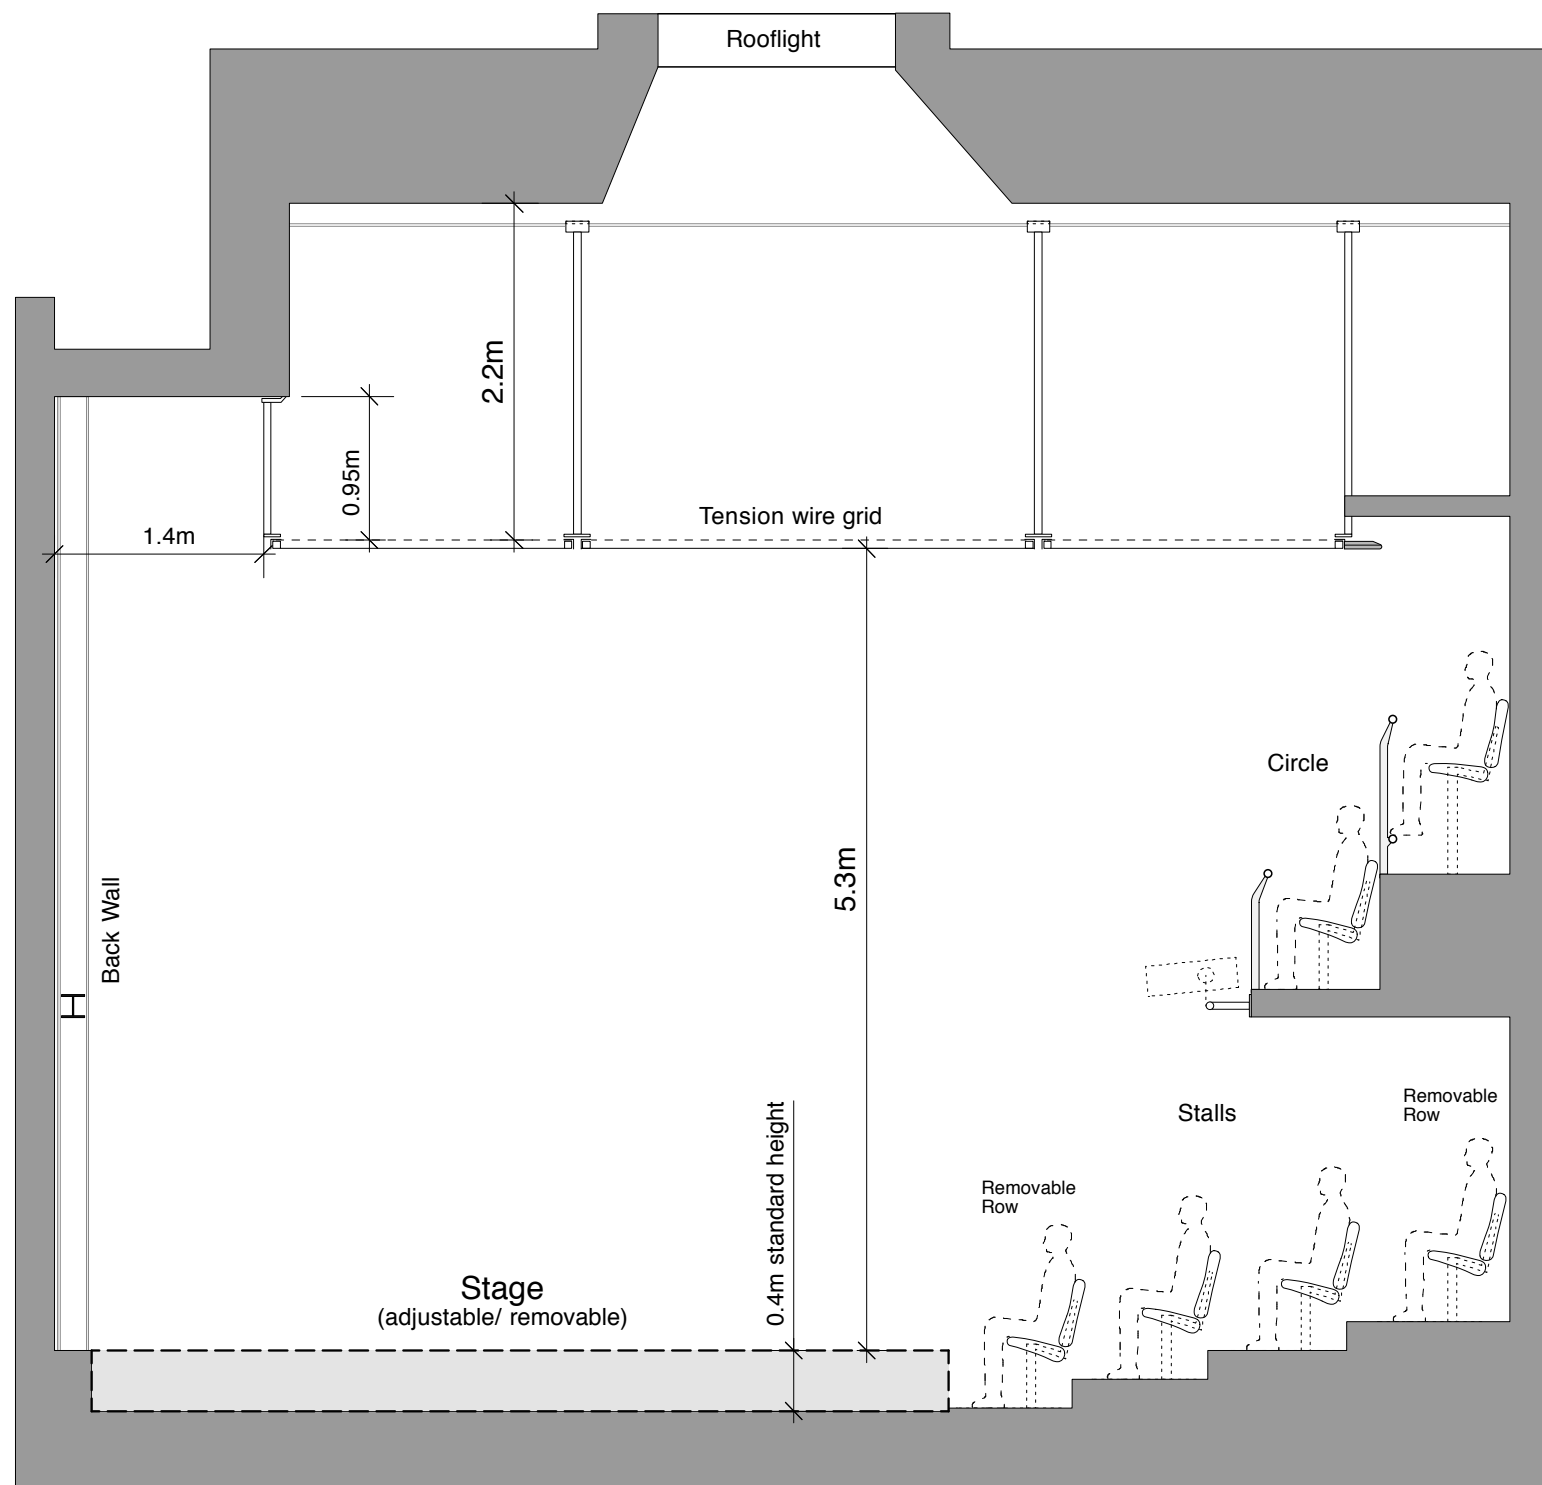 Rooflight
2.2m
0.95m
1.4m
Tension wire grid
Circle
5.3m
Back Wall
Removable
Row
Stalls
0.4m standard height
Removable
Row
Stage
(adjustable/ removable)